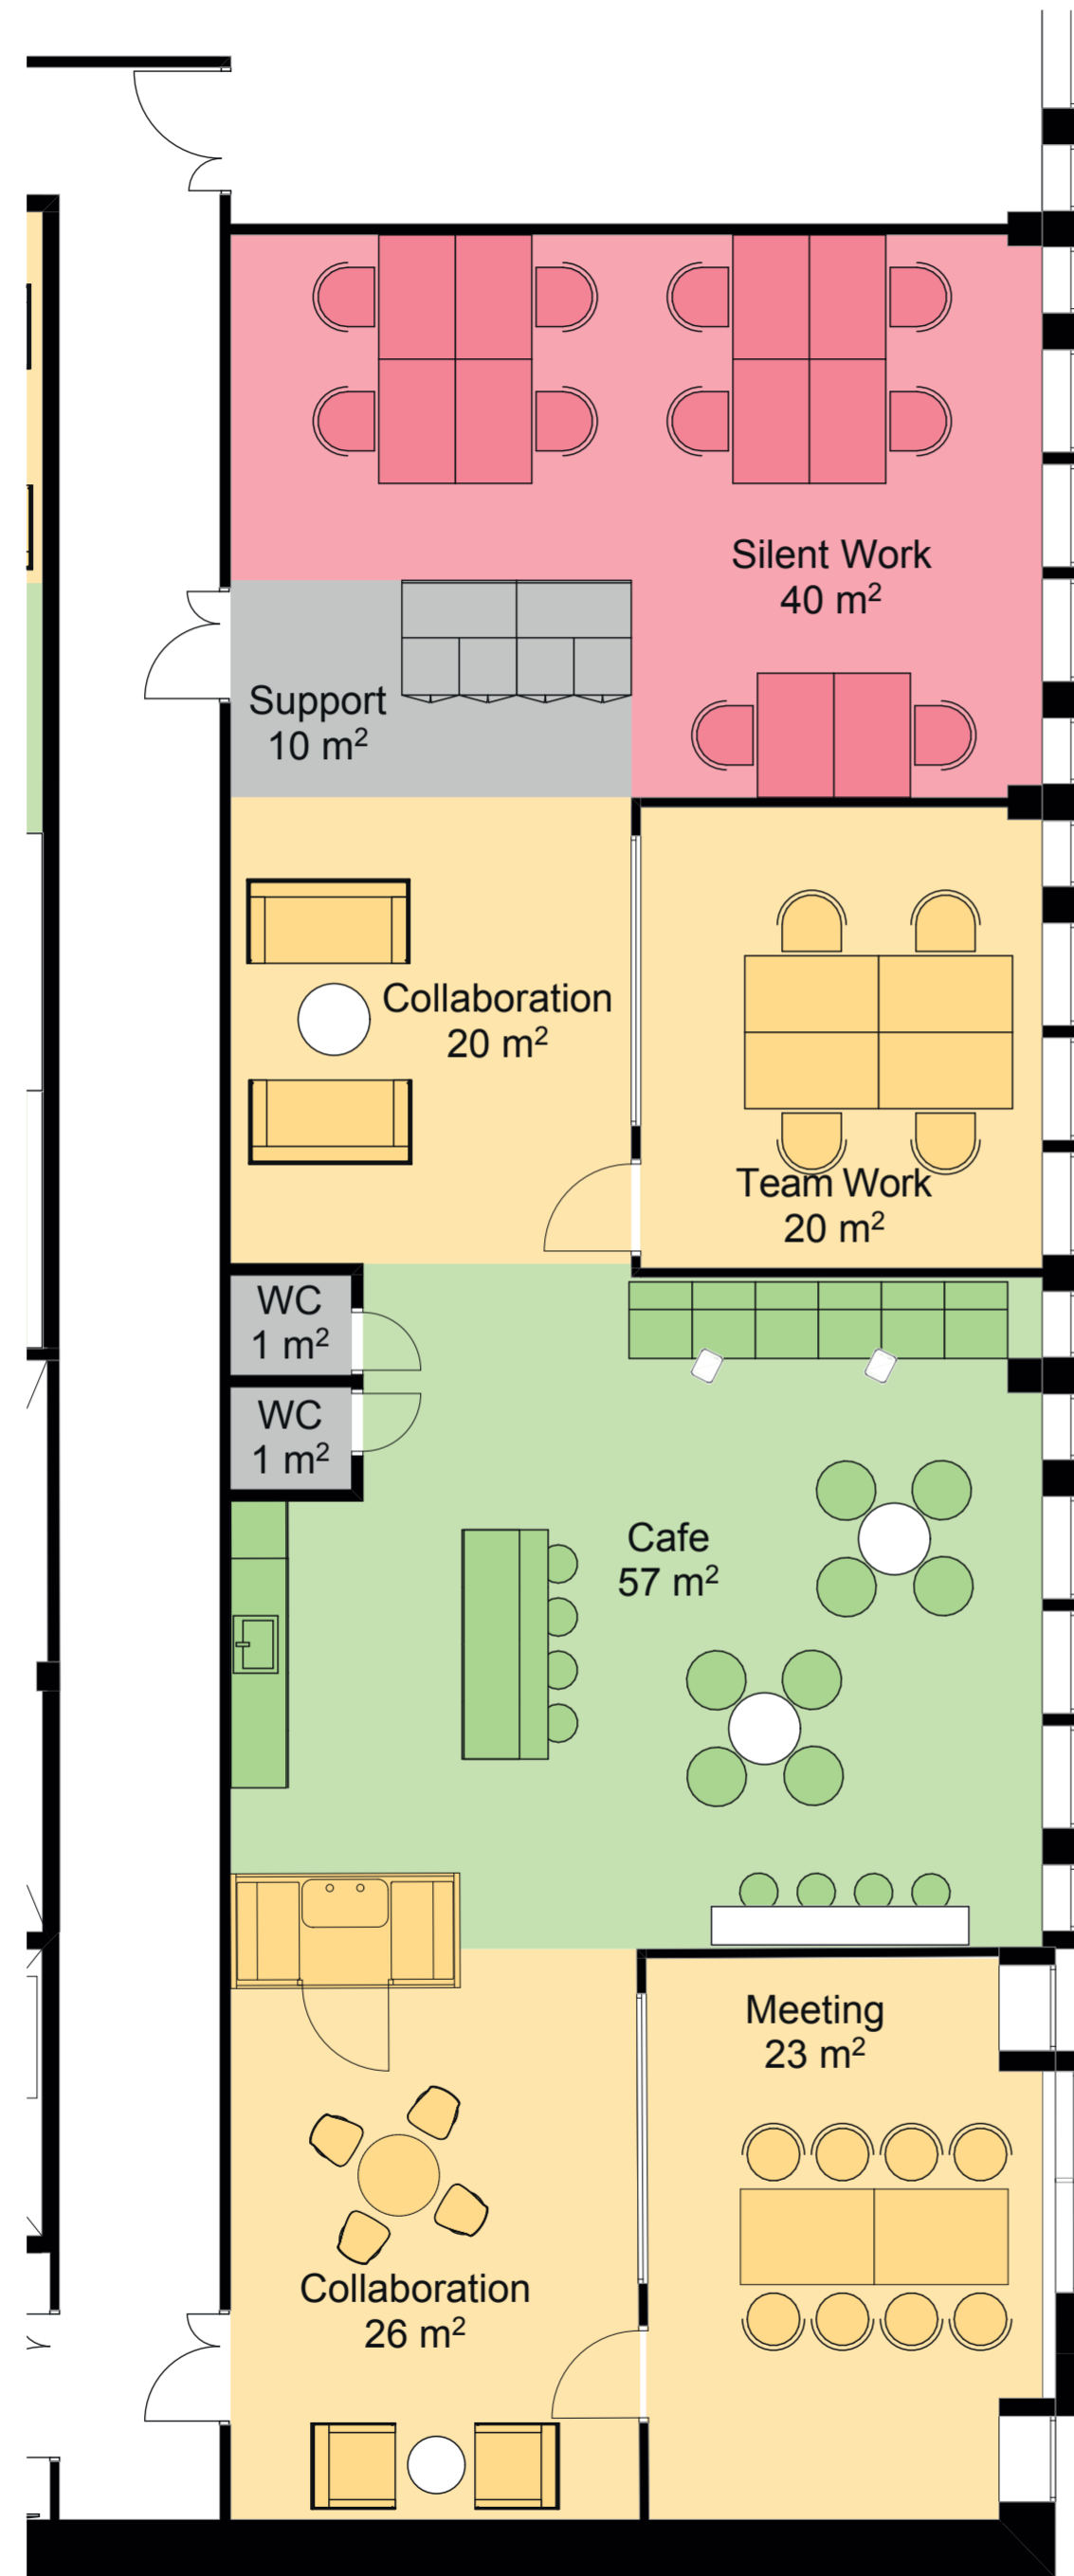 Silent Work
40 m²
Support
10 m²
Collaboration
20 m²
Team Work
20 m²
WC
1 m²
WC
1 m²
Cafe
57 m²
Meeting
23 m²
Collaboration
26 m²